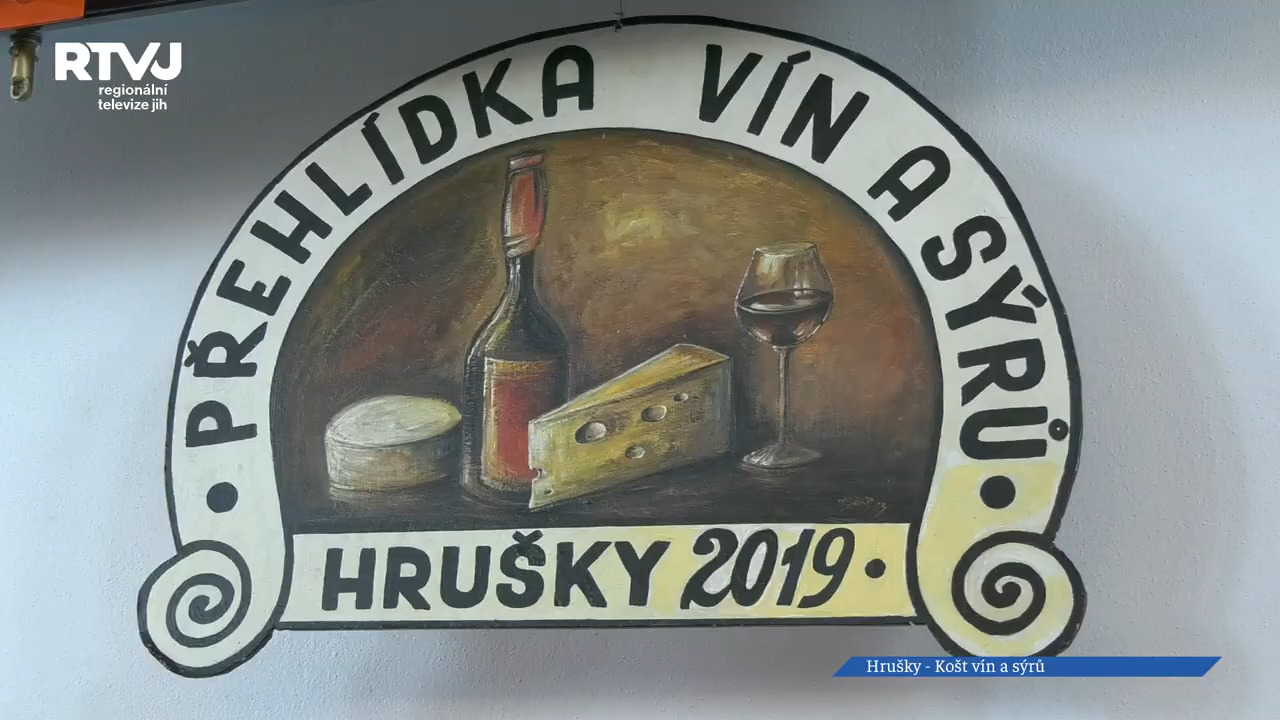 RTVJ
regionální
televize jih
• PŘEHLÍDKA VÍN A SÝRŮ •
HRUŠKY 2019 •
Hrušky - Košt vín a sýrů